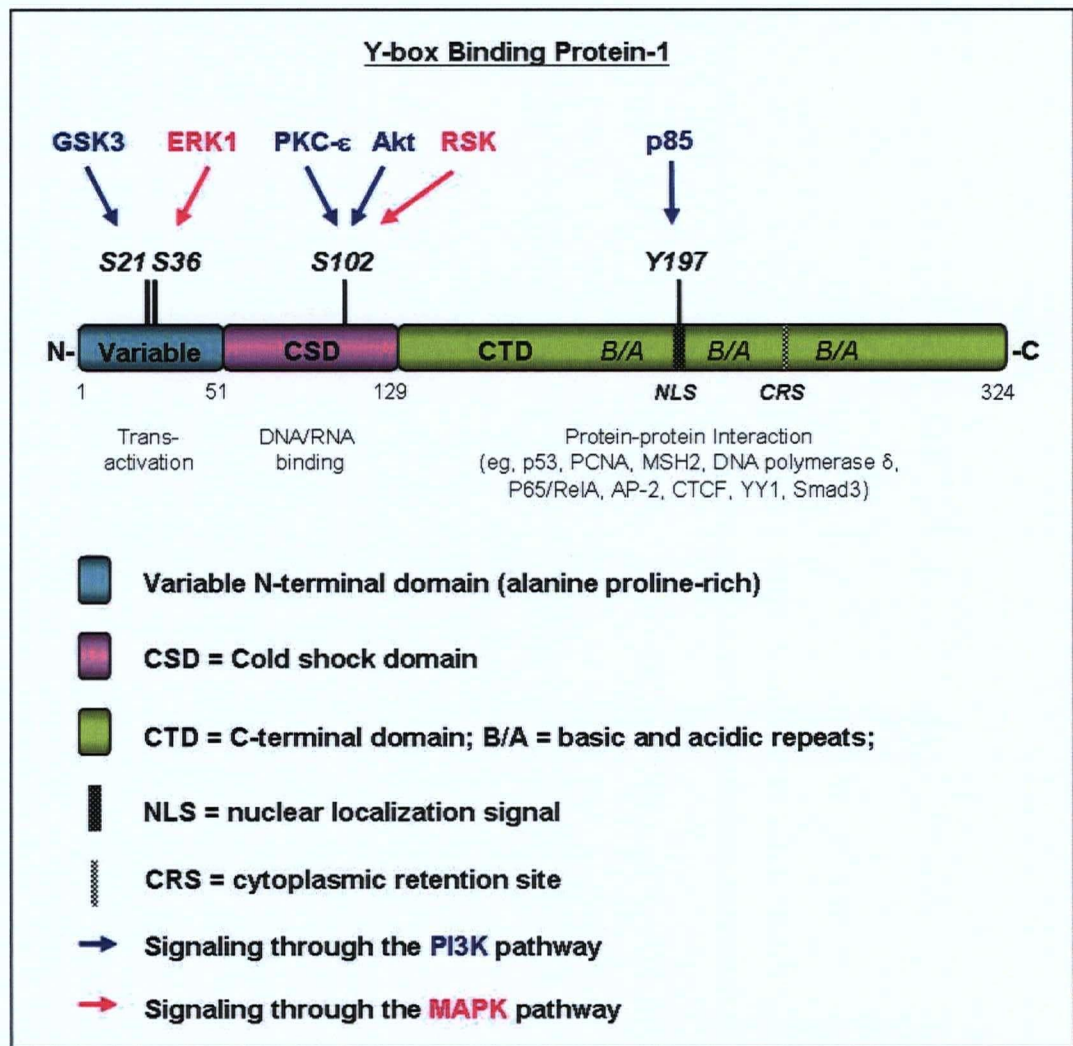 Y-box Binding Protein-1
GSK3 ERK1 PKC-ε Akt RSK p85
S21 S36 S102 Y197
N- Variable CSD CTD B/A B/A B/A -C
1 51 129 NLS CRS 324
Trans-
activation
DNA/RNA
binding
Protein-protein Interaction
(eg, p53, PCNA, MSH2, DNA polymerase δ,
P65/RelA, AP-2, CTCF, YY1, Smad3)
Variable N-terminal domain (alanine proline-rich)
CSD = Cold shock domain
CTD = C-terminal domain; B/A = basic and acidic repeats;
NLS = nuclear localization signal
CRS = cytoplasmic retention site
Signaling through the PI3K pathway
Signaling through the MAPK pathway